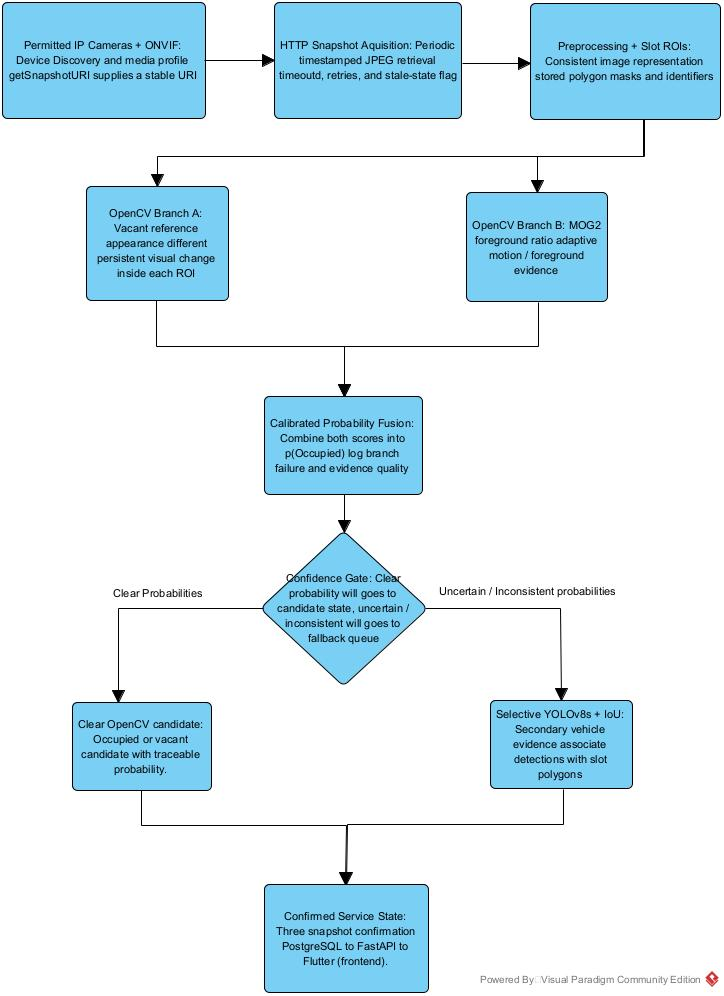 Permitted IP Cameras + ONVIF:
Device Discovery and media profile
getSnapshotURI supplies a stable URI
HTTP Snapshot Aquisition: Periodic
timestamped JPEG retrieval
timeoutd, retries, and stale-state flag
Preprocessing + Slot ROIs:
Consistent image representation
stored polygon masks and identifiers
OpenCV Branch A:
Vacant reference
appearance different
persistent visual change
inside each ROI
OpenCV Branch B: MOG2
foreground ratio adaptive
motion / foreground
evidence
Calibrated Probability Fusion:
Combine both scores into
p(Occupied) log branch
failure and evidence quality
Confidence Gate: Clear
probability will goes to
candidate state, uncertain /
inconsistent will goes to
fallback queue
Clear Probabilities
Uncertain / Inconsistent probabilities
Clear OpenCV candidate:
Occupied or vacant
candidate with traceable
probability.
Selective YOLOv8s + IoU:
Secondary vehicle
evidence associate
detections with slot
polygons
Confirmed Service State:
Three snapshot confirmation
PostgreSQL to FastAPI to
Flutter (frontend).
Powered By Visual Paradigm Community Edition